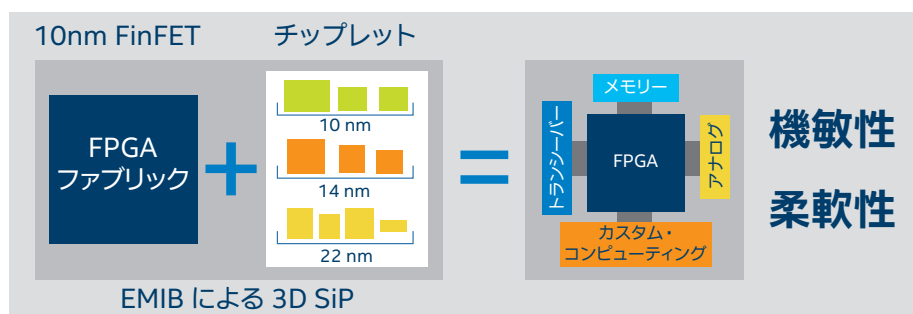 10nm FinFET
チップレット
FPGA
ファブリック
+
10 nm
14 nm
22 nm
=
メモリー
トランシーバー
FPGA
アナログ
カスタム・
コンピューティング
機敏性
柔軟性
EMIB による 3D SiP